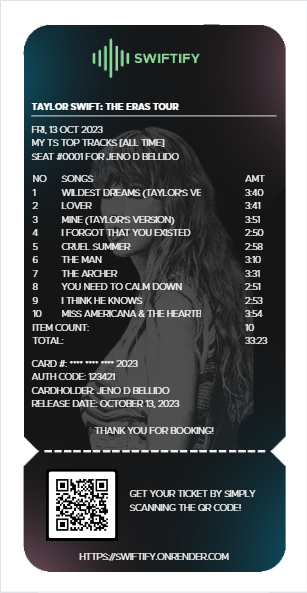 SWIFTIFY
TAYLOR SWIFT: THE ERAS TOUR
FRI, 13 OCT 2023
MY TS TOP TRACKS [ALL TIME]
SEAT #0001 FOR JENO D BELLIDO
NO SONGS AMT
1 WILDEST DREAMS (TAYLOR'S VE 3:40
2 LOVER 3:41
3 MINE (TAYLOR'S VERSION) 3:51
4 I FORGOT THAT YOU EXISTED 2:50
5 CRUEL SUMMER 2:58
6 THE MAN 3:10
7 THE ARCHER 3:31
8 YOU NEED TO CALM DOWN 2:51
9 I THINK HE KNOWS 2:53
10 MISS AMERICANA & THE HEARTB 3:54
ITEM COUNT: 10
TOTAL: 33:23
CARD #: **** **** **** 2023
AUTH CODE: 123421
CARDHOLDER: JENO D BELLIDO
RELEASE DATE: OCTOBER 13, 2023
THANK YOU FOR BOOKING!
GET YOUR TICKET BY SIMPLY
SCANNING THE QR CODE!
HTTPS://SWIFTIFY.ONRENDER.COM